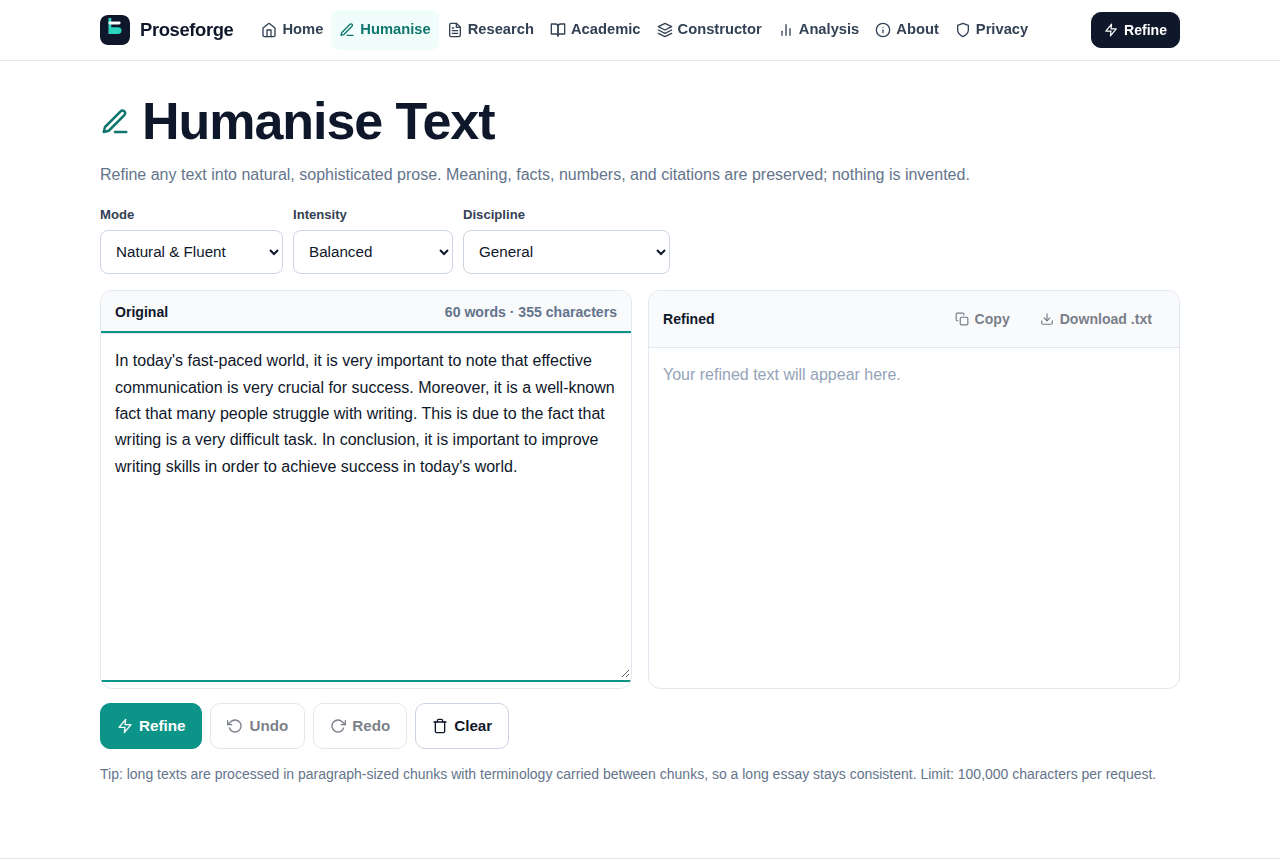 Proseforge Home Humanise Research Academic Constructor Analysis About Privacy Refine
Humanise Text
Refine any text into natural, sophisticated prose. Meaning, facts, numbers, and citations are preserved; nothing is invented.
Mode Intensity Discipline
Natural & Fluent Balanced General
Original 60 words · 355 characters
In today's fast-paced world, it is very important to note that effective
communication is very crucial for success. Moreover, it is a well-known
fact that many people struggle with writing. This is due to the fact that
writing is a very difficult task. In conclusion, it is important to improve
writing skills in order to achieve success in today's world.
Refined Copy Download .txt
Your refined text will appear here.
Refine Undo Redo Clear
Tip: long texts are processed in paragraph-sized chunks with terminology carried between chunks, so a long essay stays consistent. Limit: 100,000 characters per request.